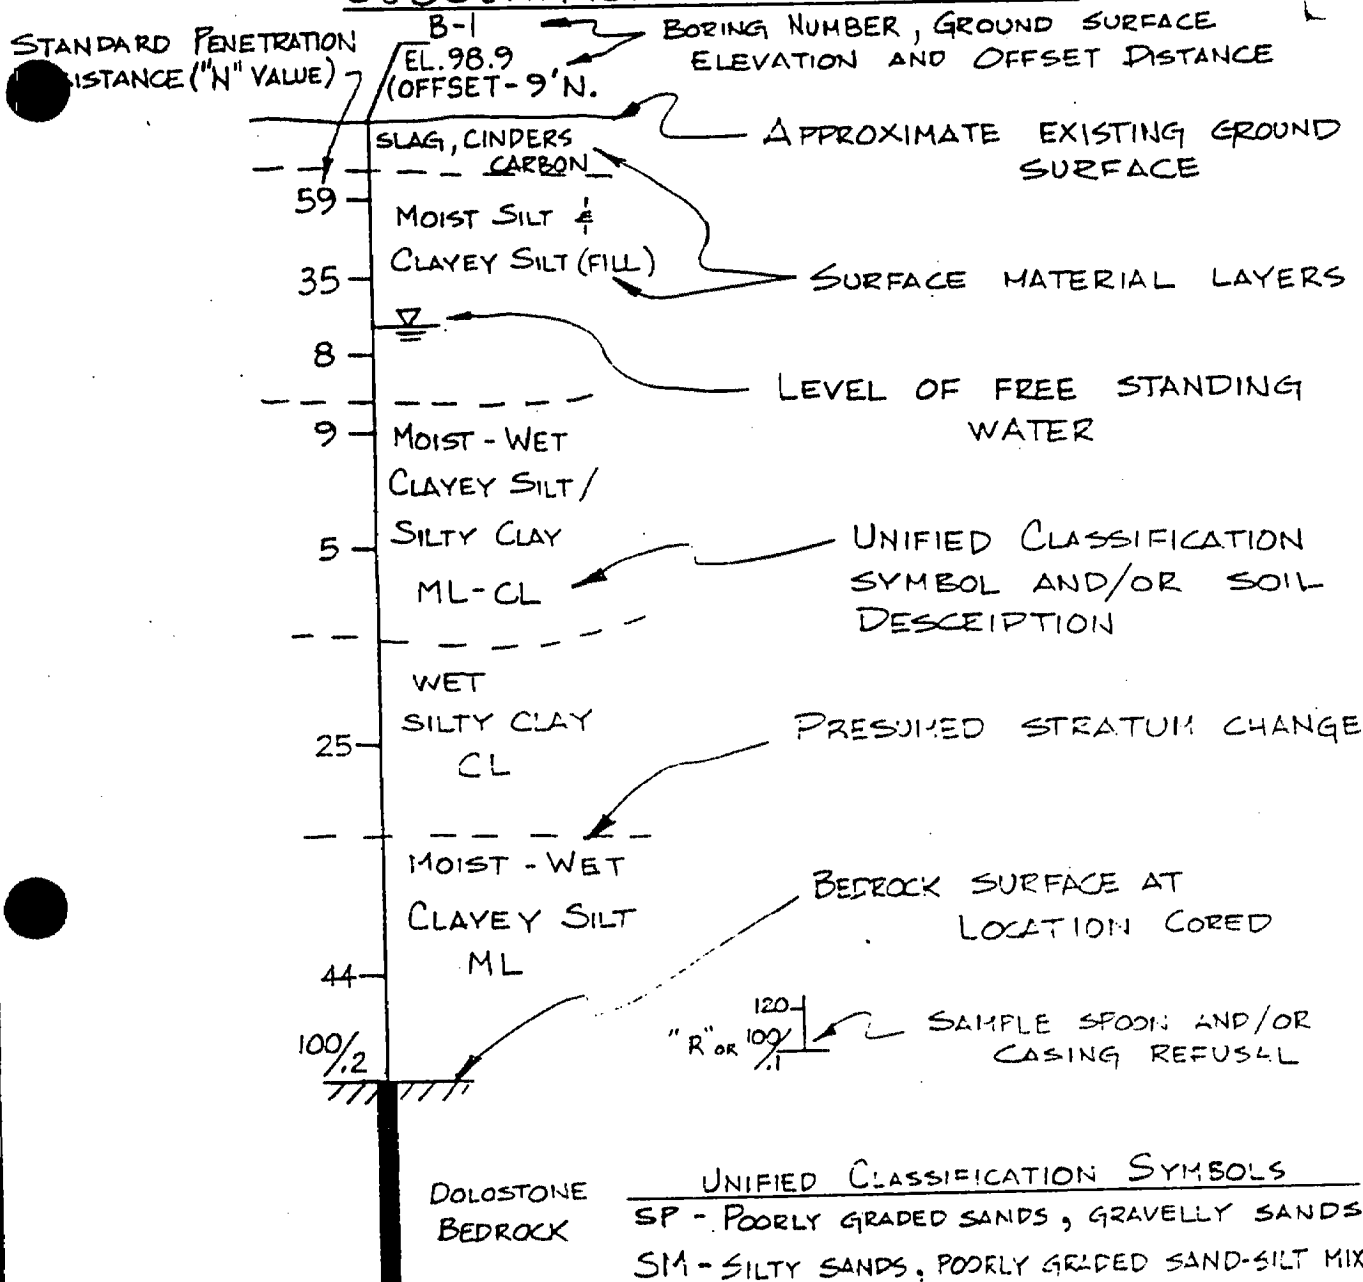 B-1
EL.98.9
(OFFSET-9'N.
STANDARD PENETRATION
("N" VALUE)
BORING NUMBER, GROUND SURFACE
ELEVATION AND OFFSET DISTANCE
SLAG, CINDERS
CARBON
APPROXIMATE EXISTING GROUND
SURFACE
59
MOIST SILT &
CLAYEY SILT (FILL)
35
SURFACE MATERIAL LAYERS
8
LEVEL OF FREE STANDING
WATER
9
MOIST - WET
CLAYEY SILT/
SILTY CLAY
5
ML-CL
UNIFIED CLASSIFICATION
SYMBOL AND/OR SOIL
DESCRIPTION
WET
SILTY CLAY
25
CL
PRESUMED STRATUM CHANGE
MOIST - WET
CLAYEY SILT
ML
BEDROCK SURFACE AT
LOCATION CORED
44
100/.2
120
"R" OR 100/.1
SAMPLE SPOON AND/OR
CASING REFUSAL
DOLOSTONE
BEDROCK
UNIFIED CLASSIFICATION SYMBOLS
SP - POORLY GRADED SANDS, GRAVELLY SANDS
SM - SILTY SANDS, POORLY GRADED SAND-SILT MIX